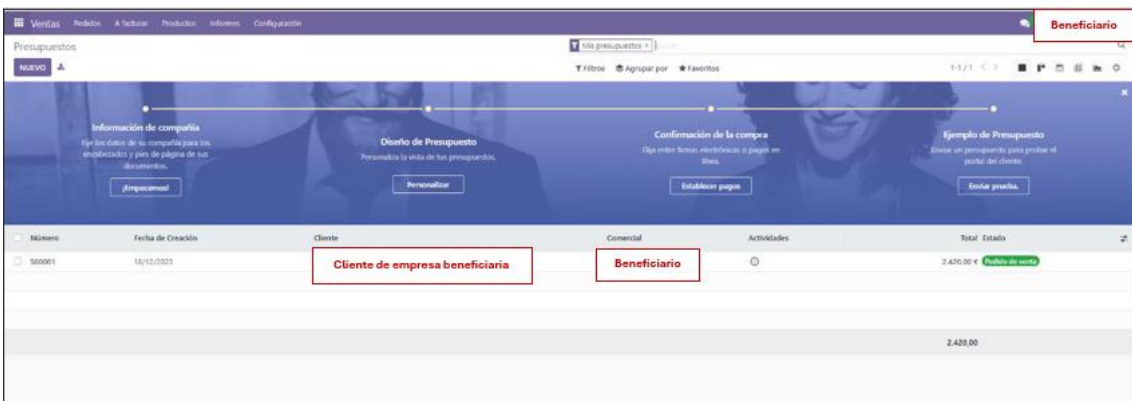 Ventas Pedidos A facturar Productos Informes Configuración Beneficiario
Presupuestos Mis presupuestos × Buscar...
NUEVO Filtros Agrupar por Favoritos 1-1 / 1
Información de compañía
Fije los datos de su compañía para los
encabezados y pies de página de sus
documentos.
¡Empecemos!
Diseño de Presupuesto
Personaliza la vista de tus presupuestos.
Personalizar
Confirmación de la compra
Elija entre firmas electrónicas o pagos en
línea.
Establecer pagos
Ejemplo de Presupuesto
Enviar un presupuesto para probar el
portal del cliente.
Enviar prueba.
Número Fecha de Creación Cliente Comercial Actividades Total Estado
S00001 18/12/2023 Cliente de empresa beneficiaria Beneficiario 2.420,00 € Pedido de venta
2.420,00